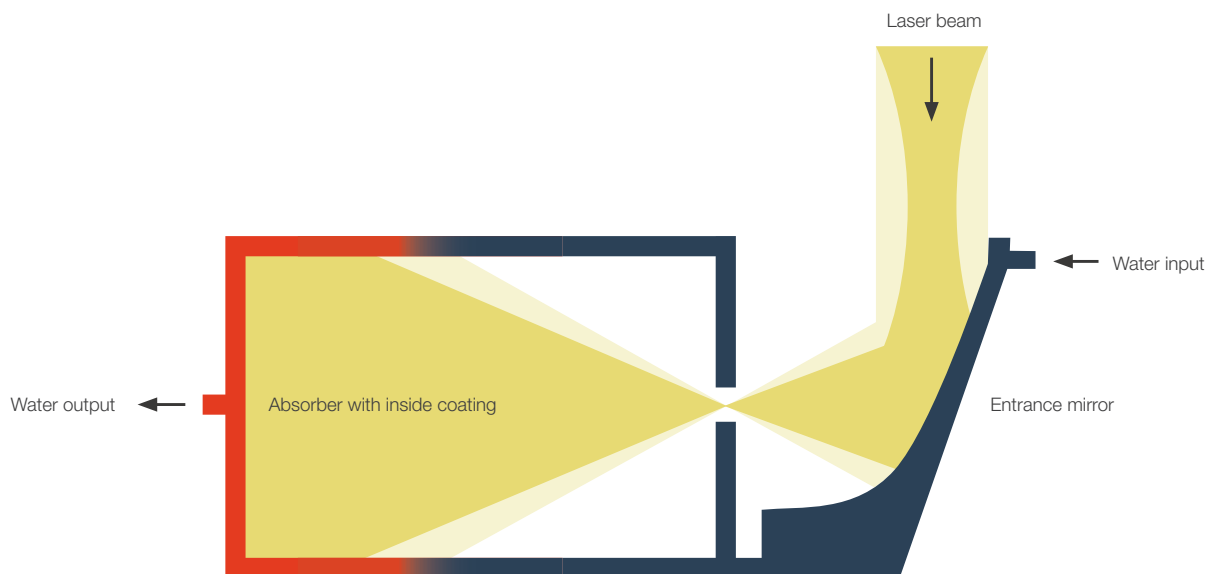 Laser beam
Water input
Water output
Absorber with inside coating
Entrance mirror